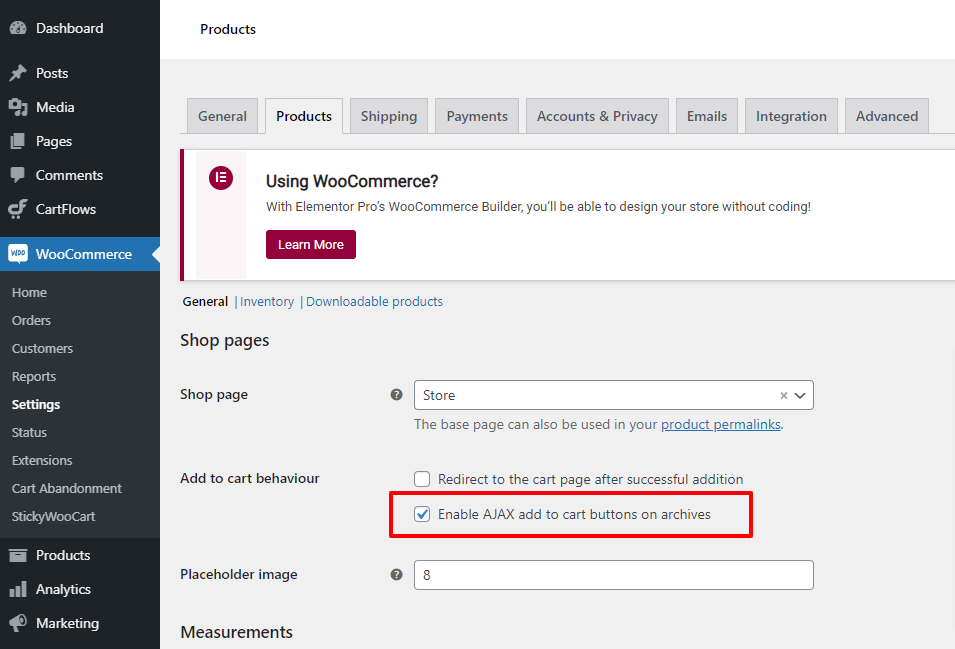 Dashboard
Posts
Media
Pages
Comments
CartFlows
WOO WooCommerce
Home
Orders
Customers
Reports
Settings
Status
Extensions
Cart Abandonment
StickyWooCart
Products
Analytics
Marketing
Products
General Products Shipping Payments Accounts & Privacy Emails Integration Advanced
Using WooCommerce?
With Elementor Pro's WooCommerce Builder, you'll be able to design your store without coding!
Learn More
General | Inventory | Downloadable products
Shop pages
Shop page ? Store × 
The base page can also be used in your product permalinks.
Add to cart behaviour Redirect to the cart page after successful addition
Enable AJAX add to cart buttons on archives
Placeholder image ? 8
Measurements